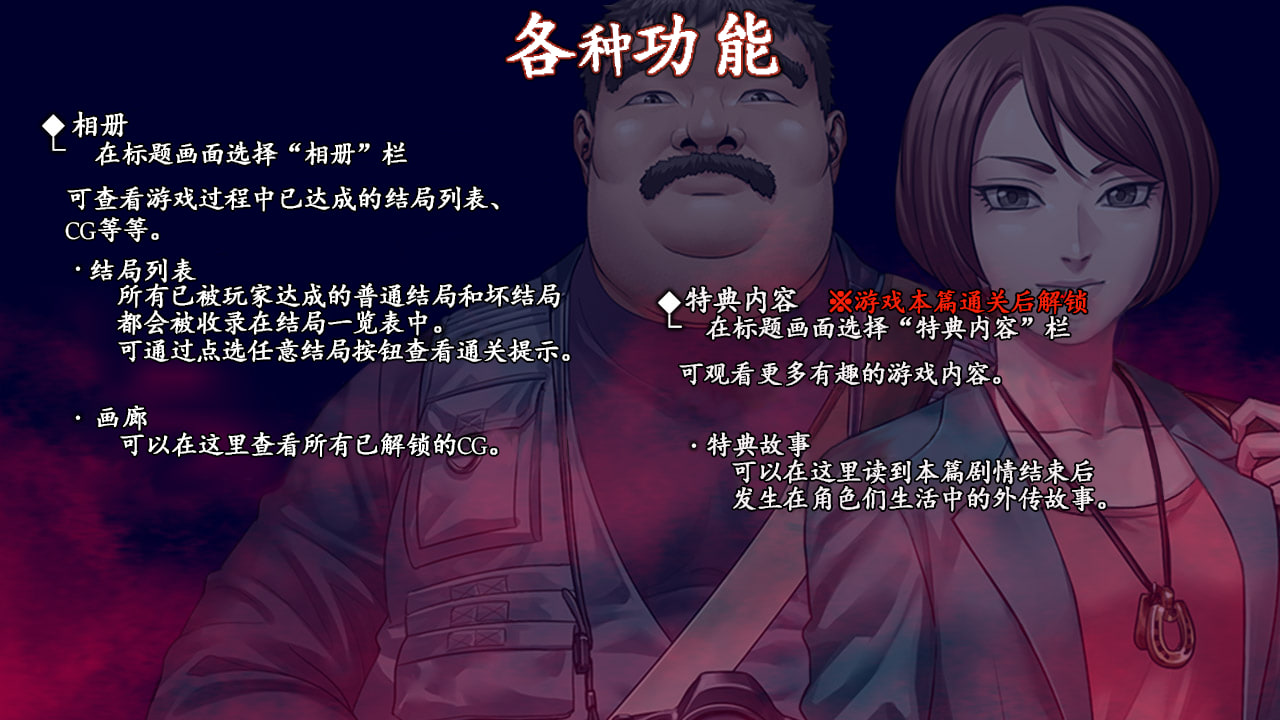 各种功能
◆相册
在标题画面选择“相册”栏
可查看游戏过程中已达成的结局列表、
CG等等。
·结局列表
所有已被玩家达成的普通结局和坏结局
都会被收录在结局一览表中。
可通过点选任意结局按钮查看通关提示。
·画廊
可以在这里查看所有已解锁的CG。
◆特典内容 ※游戏本篇通关后解锁
在标题画面选择“特典内容”栏
可观看更多有趣的游戏内容。
·特典故事
可以在这里读到本篇剧情结束后
发生在角色们生活中的外传故事。